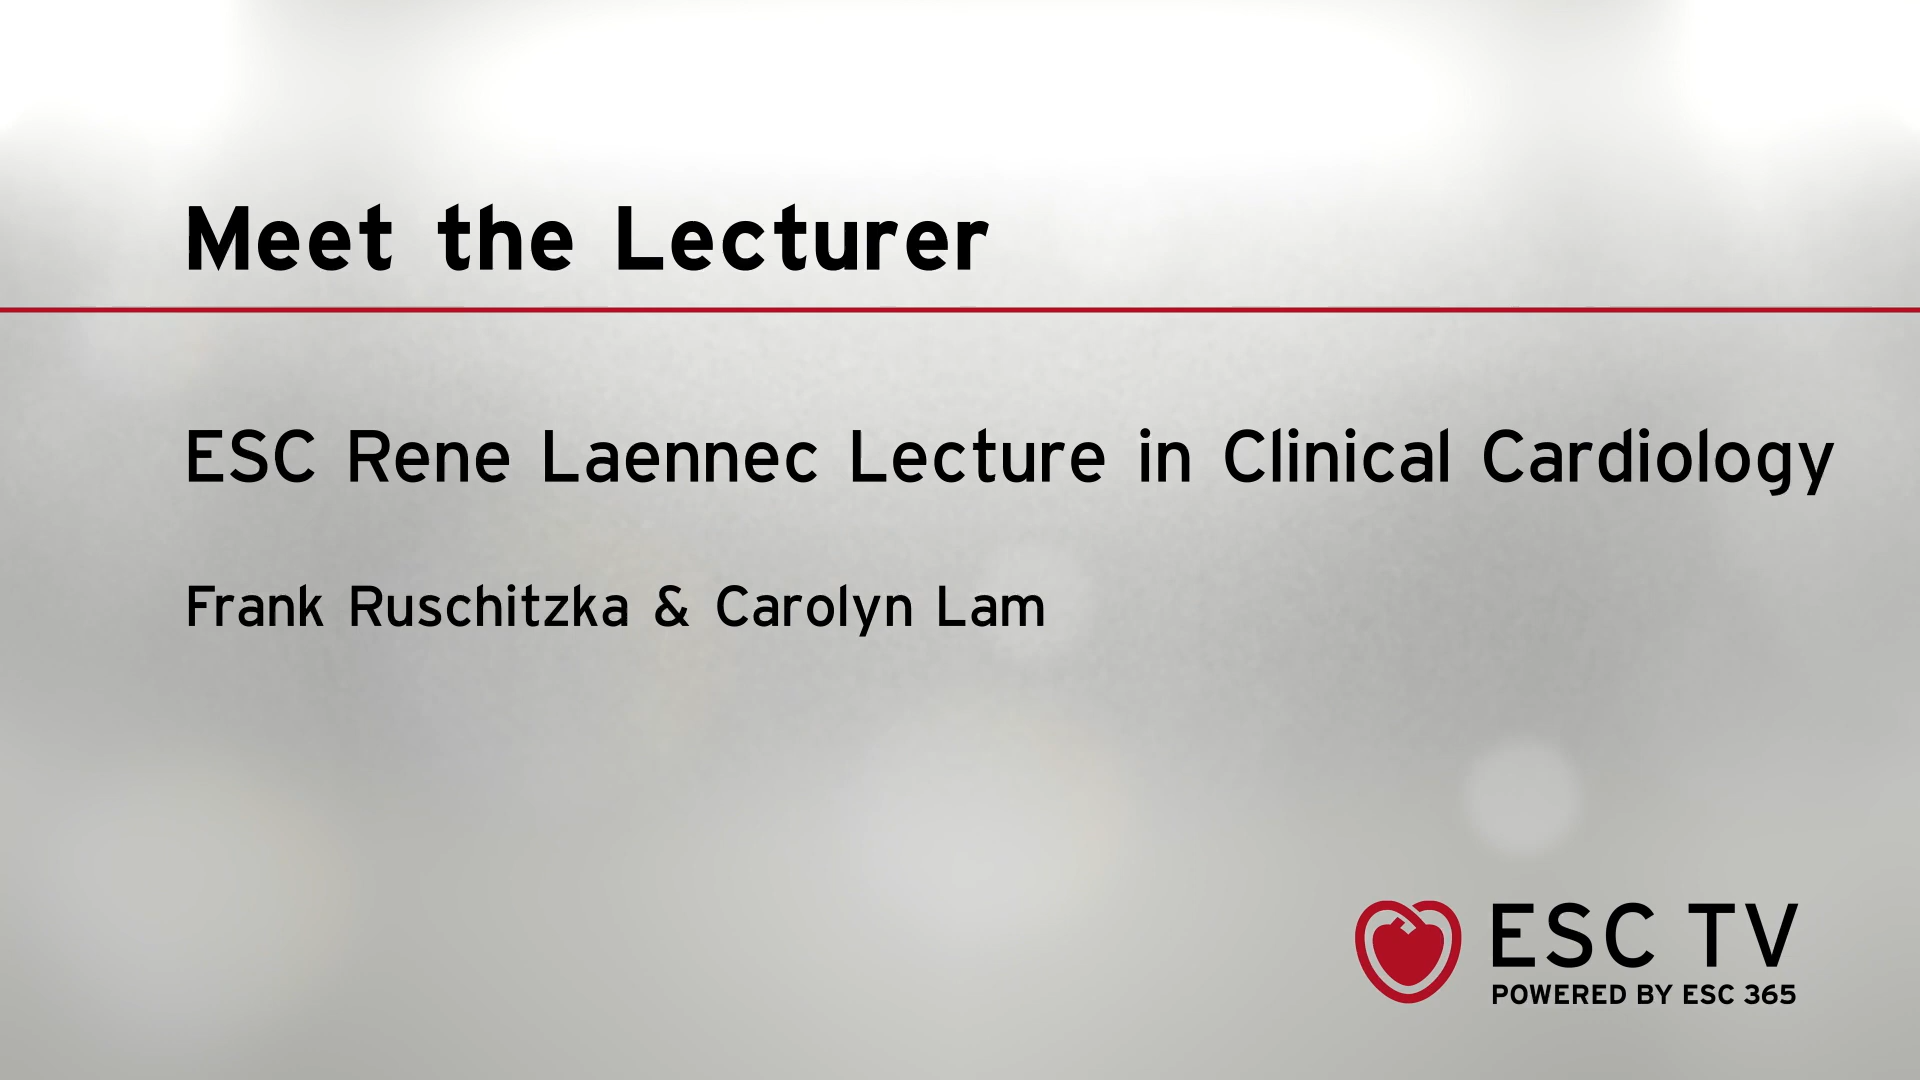 Meet the Lecturer
ESC Rene Laennec Lecture in Clinical Cardiology
Frank Ruschitzka & Carolyn Lam
ESC TV
POWERED BY ESC 365